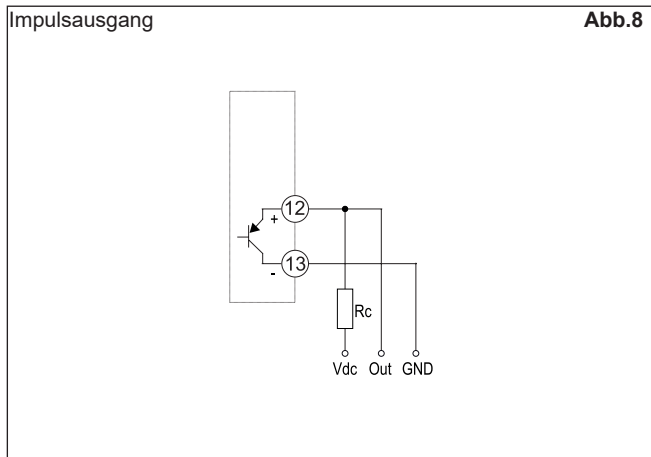 Impulsausgang Abb.8
12
+
13
-
Rc
Vdc Out GND